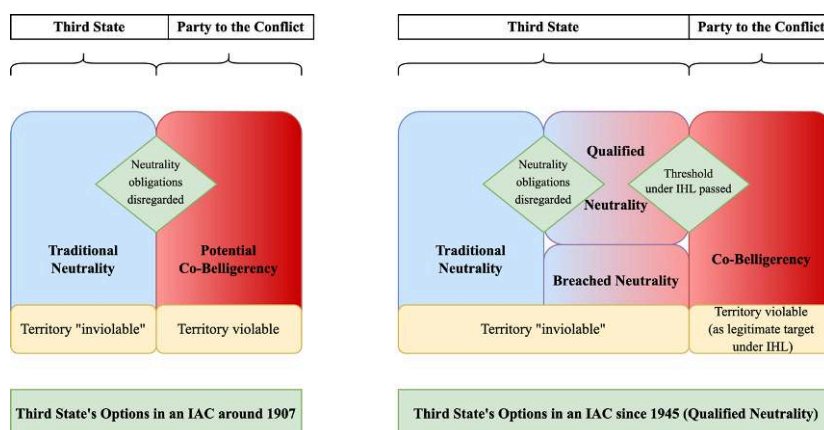 Third State
Party to the Conflict
Neutrality
obligations
disregarded
Traditional
Neutrality
Potential
Co-Belligerency
Territory "inviolable"
Territory violable
Third State's Options in an IAC around 1907
Third State
Party to the Conflict
Neutrality
obligations
disregarded
Qualified
Neutrality
Threshold
under IHL passed
Traditional
Neutrality
Breached Neutrality
Co-Belligerency
Territory "inviolable"
Territory violable
(as legitimate target
under IHL)
Third State's Options in an IAC since 1945 (Qualified Neutrality)